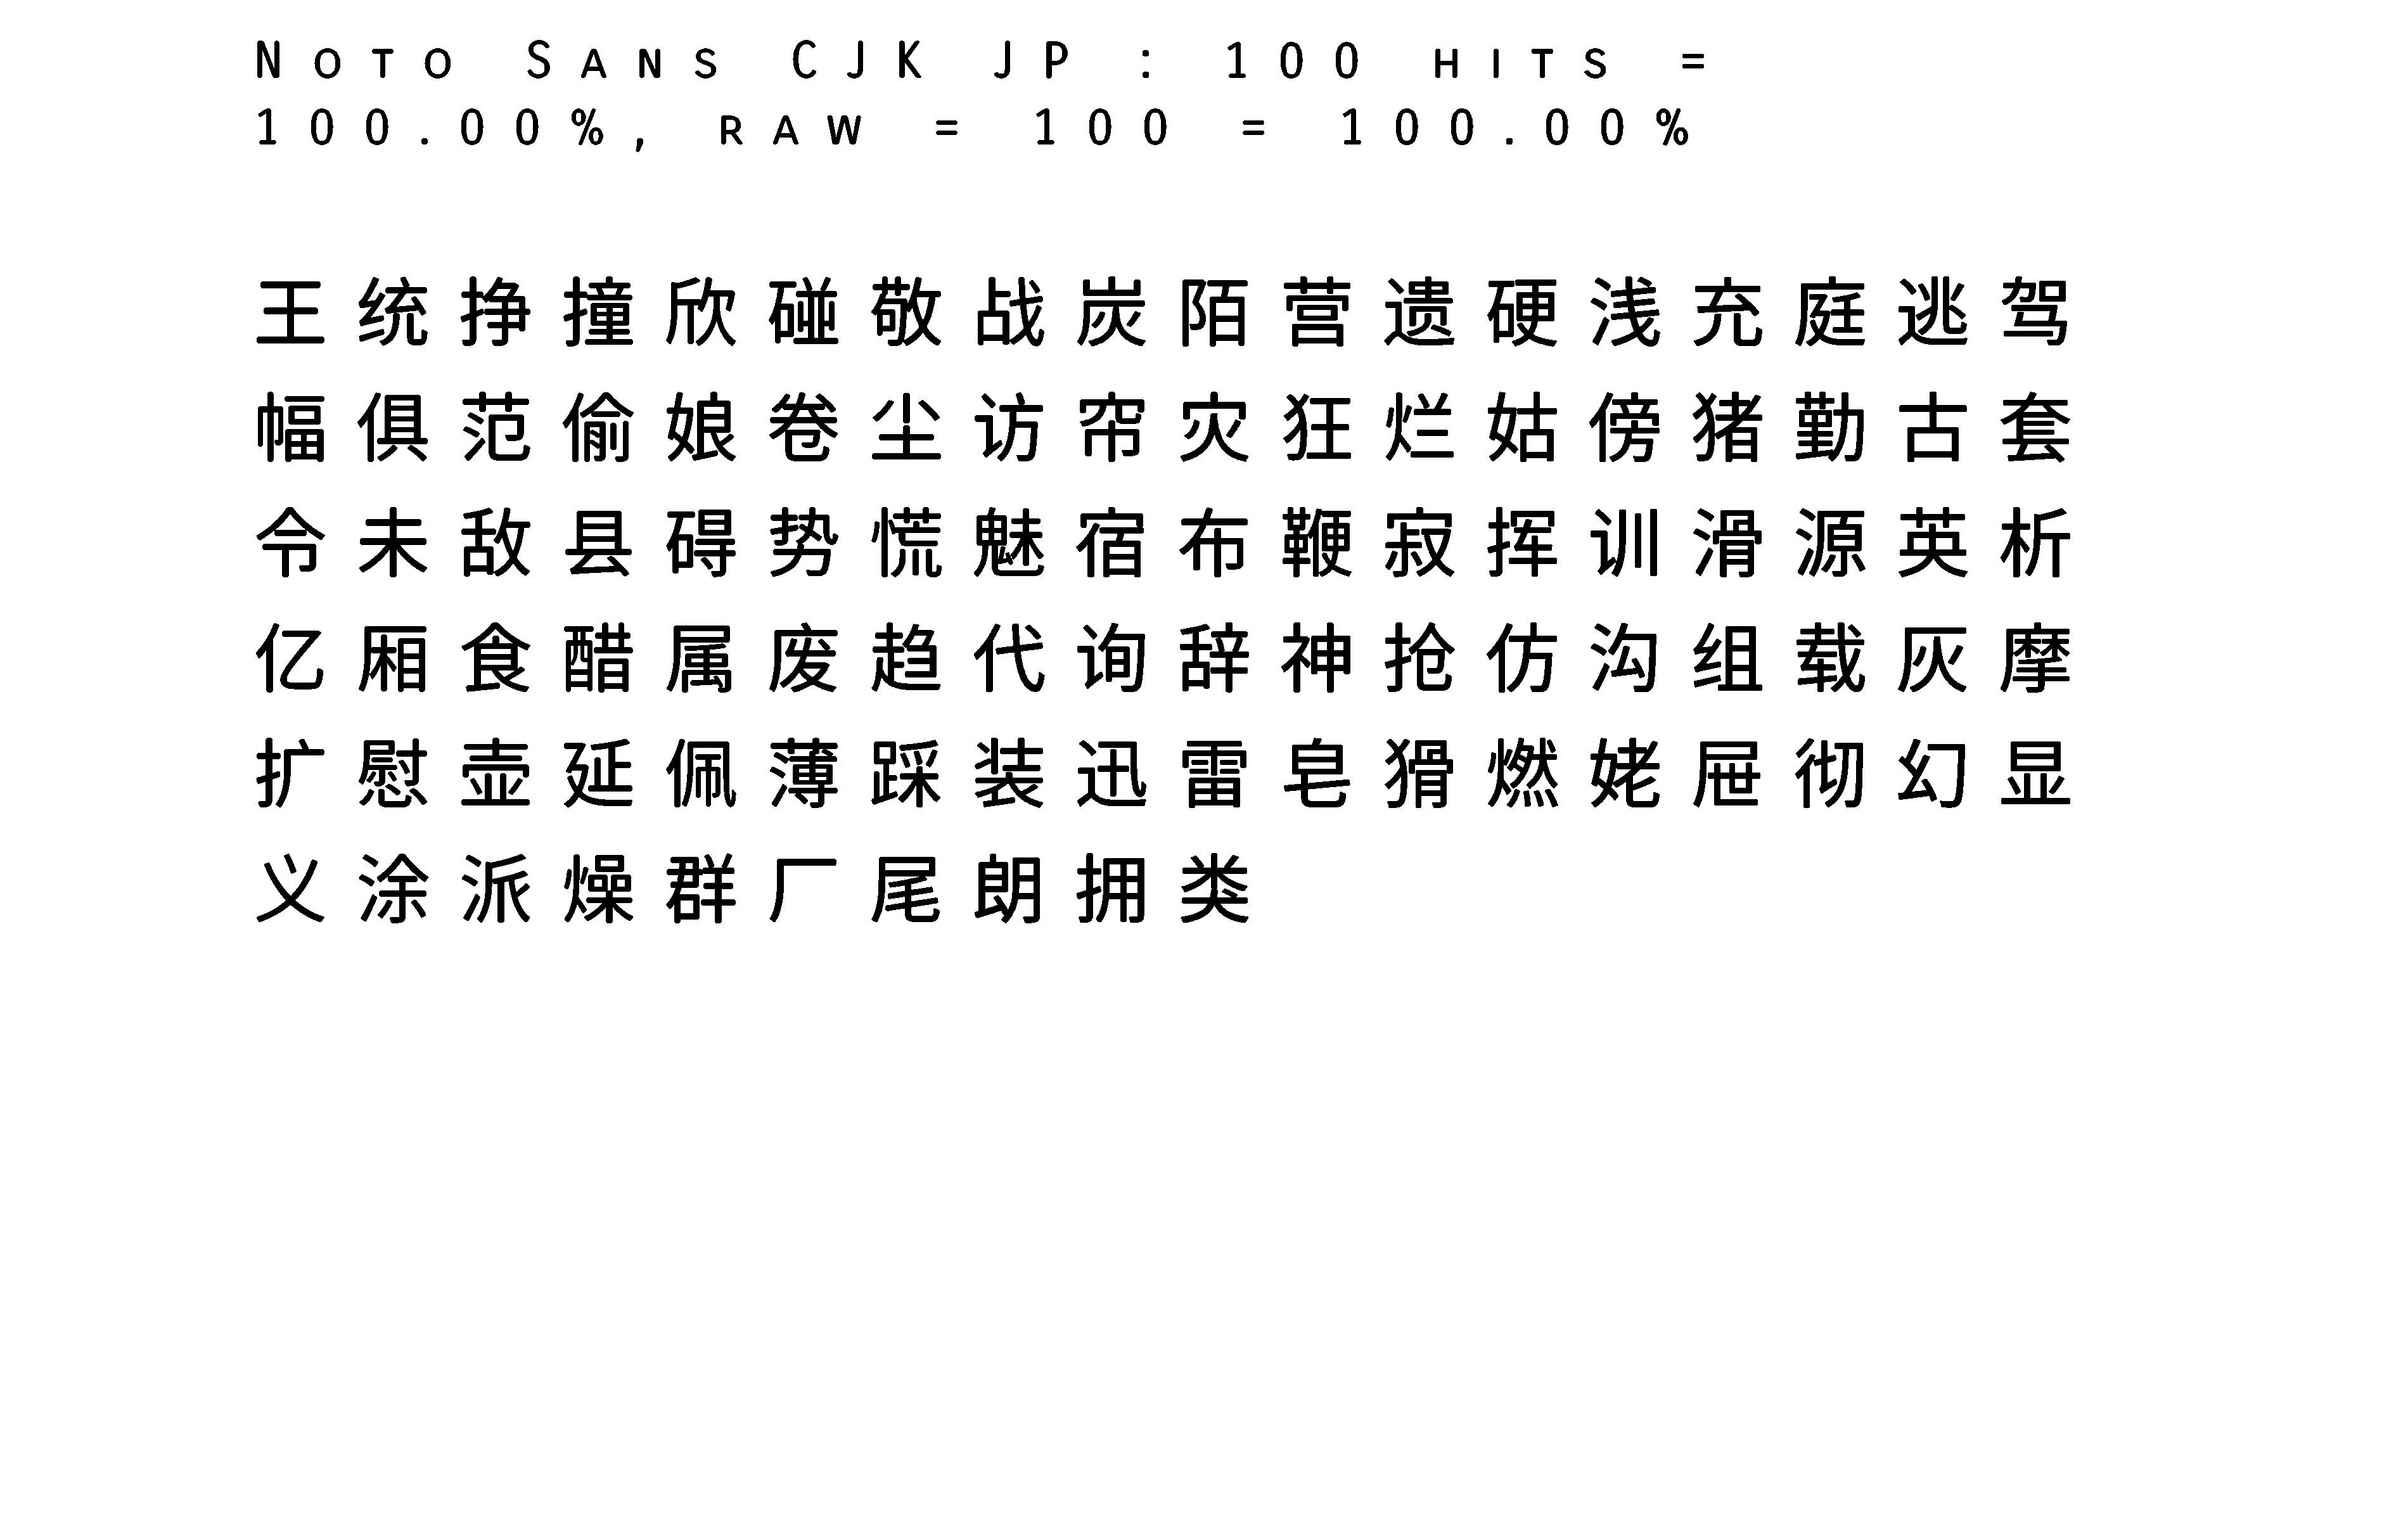 Noto Sans CJK JP : 100 hits =
100.00%, raw = 100 = 100.00%
王统挣撞欣碰敬战炭陌营遗硬浅充庭逃驾
幅俱范偷娘卷尘访帘灾狂烂姑傍猪勤古套
令未敌县碍势慌魅宿布鞭寂挥训滑源英析
亿厢食醋属废趋代询辞神抢仿沟组载灰摩
扩慰壶延佩薄踩装迅雷皂猾燃姥屉彻幻显
义涂派燥群厂尾朗拥类